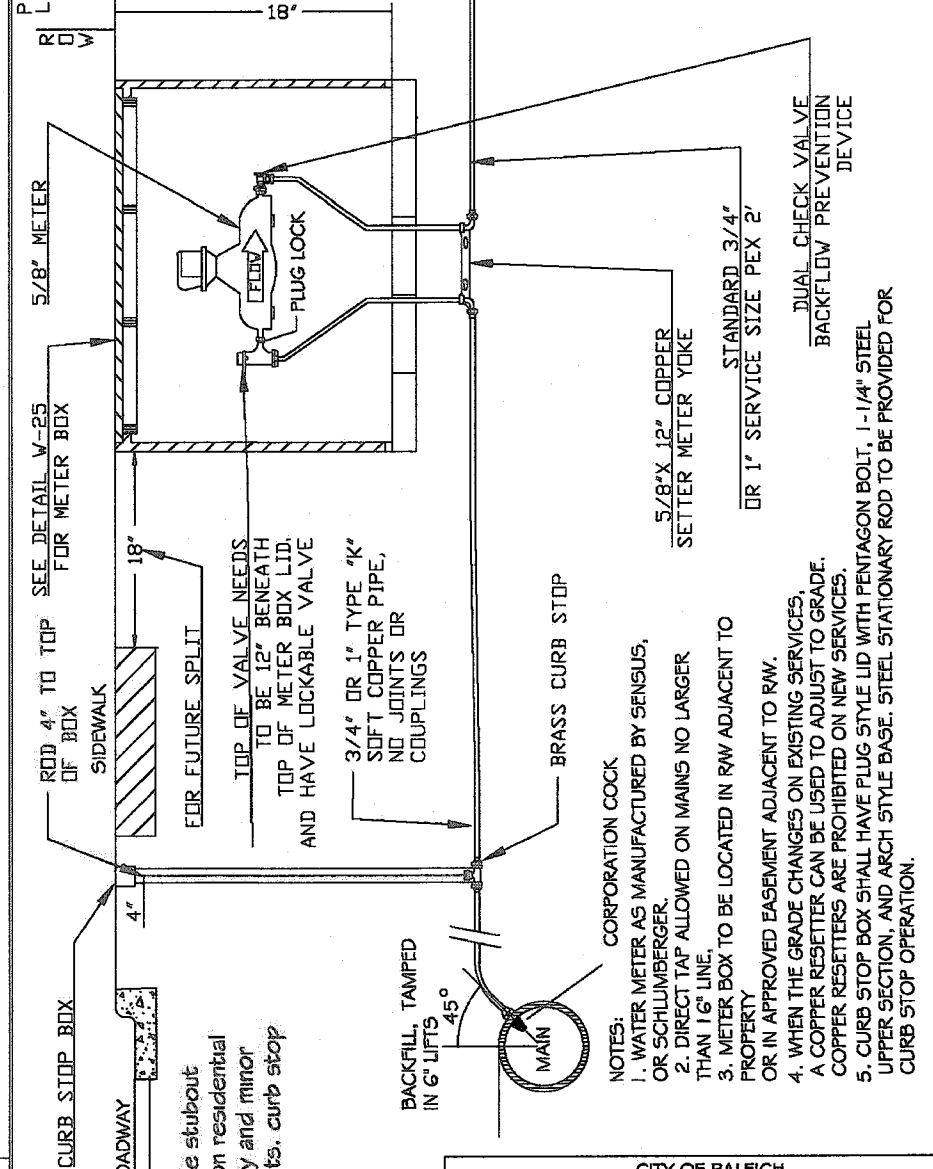 P
L
R
O
W
18"
5/8" METER
SEE DETAIL W-25
FOR METER BOX
ROD 4" TO TOP
OF BOX
SIDEWALK
CURB STOP BOX
4"
18"
FOR FUTURE SPLIT
FLOW
PLUG LOCK
TOP OF VALVE NEEDS
TO BE 12" BENEATH
TOP OF METER BOX LID,
AND HAVE LOCKABLE VALVE
3/4" OR 1" TYPE "K"
SOFT COPPER PIPE,
NO JOINTS OR
COUPLINGS
BRASS CURB STOP
5/8"X 12" COPPER
SETTER METER YOKE
STANDARD 3/4"
OR 1" SERVICE SIZE PEX 2'
DUAL CHECK VALVE
BACKFLOW PREVENTION
DEVICE
ADWAY
e stubout
on residential
y and minor
ts. curb stop
BACKFILL, TAMPED
IN 6" LIFTS
45°
MAIN
CORPORATION COCK
NOTES:
1. WATER METER AS MANUFACTURED BY SENSUS,
OR SCHLUMBERGER.
2. DIRECT TAP ALLOWED ON MAINS NO LARGER
THAN 16" LINE,
3. METER BOX TO BE LOCATED IN R/W ADJACENT TO
PROPERTY
OR IN APPROVED EASEMENT ADJACENT TO R/W.
4. WHEN THE GRADE CHANGES ON EXISTING SERVICES,
A COPPER RESETTER CAN BE USED TO ADJUST TO GRADE.
COPPER RESETTERS ARE PROHIBITED ON NEW SERVICES.
5. CURB STOP BOX SHALL HAVE PLUG STYLE LID WITH PENTAGON BOLT, 1-1/4" STEEL
UPPER SECTION, AND ARCH STYLE BASE. STEEL STATIONARY ROD TO BE PROVIDED FOR
CURB STOP OPERATION.
CITY OF RALEIGH